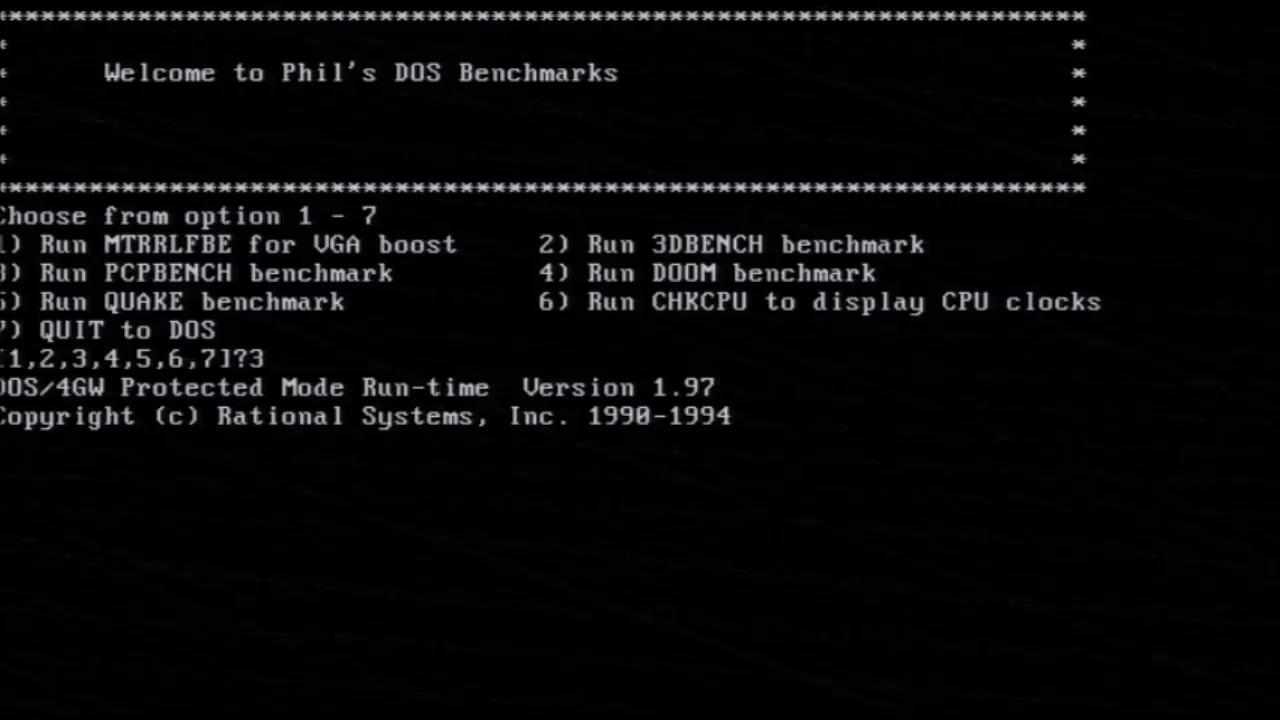 ********************************************************************
* *
* Welcome to Phil's DOS Benchmarks *
* *
* *
* *
********************************************************************
Choose from option 1 - 7
1) Run MTRRLFBE for VGA boost 2) Run 3DBENCH benchmark
3) Run PCPBENCH benchmark 4) Run DOOM benchmark
5) Run QUAKE benchmark 6) Run CHKCPU to display CPU clocks
7) QUIT to DOS
[1,2,3,4,5,6,7]?3
DOS/4GW Protected Mode Run-time Version 1.97
Copyright (c) Rational Systems, Inc. 1990-1994